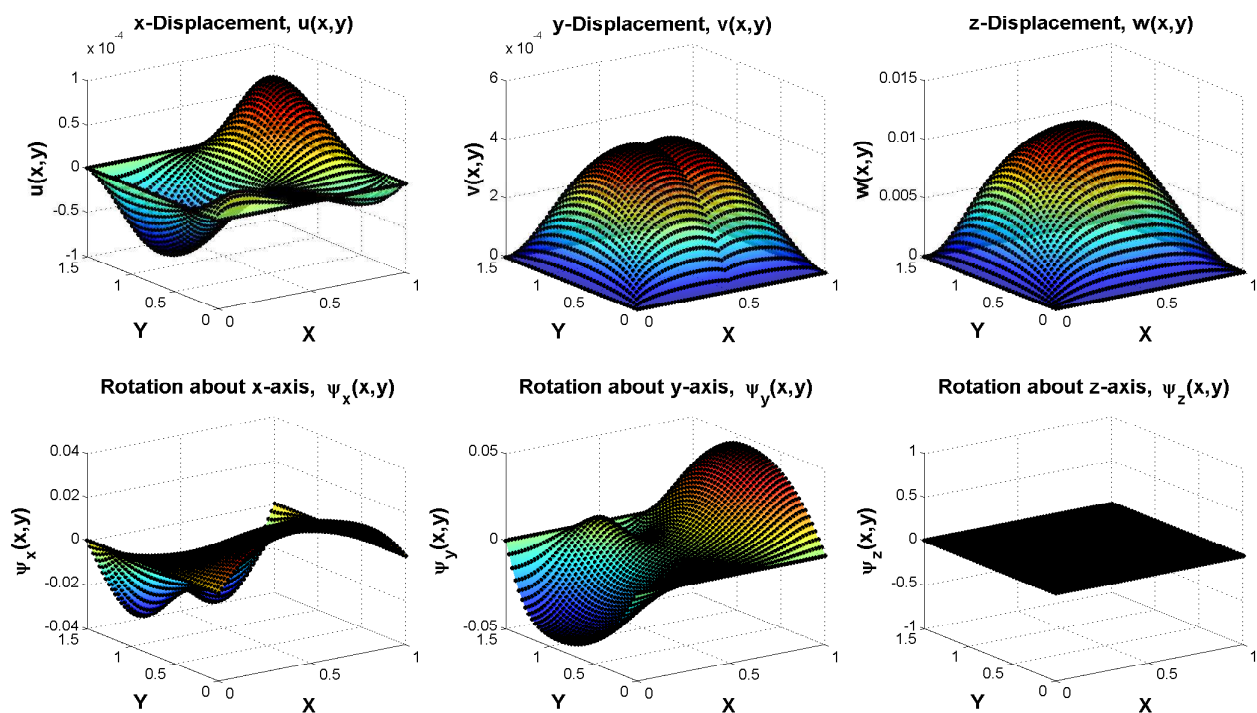 x-Displacement, u(x,y)
x 10^-4
1
0.5
0
-0.5
-1
u(x,y)
1.5
1
0.5
0
Y
0
0.5
1
X
y-Displacement, v(x,y)
x 10^-4
6
4
2
0
v(x,y)
1.5
1
0.5
0
Y
0
0.5
1
X
z-Displacement, w(x,y)
0.015
0.01
0.005
0
w(x,y)
1.5
1
0.5
0
Y
0
0.5
1
X
Rotation about x-axis, ψ_x(x,y)
0.04
0.02
0
-0.02
-0.04
ψ_x(x,y)
1.5
1
0.5
0
Y
0
0.5
1
X
Rotation about y-axis, ψ_y(x,y)
0.05
0
-0.05
ψ_y(x,y)
1.5
1
0.5
0
Y
0
0.5
1
X
Rotation about z-axis, ψ_z(x,y)
1
0.5
0
-0.5
-1
ψ_z(x,y)
1.5
1
0.5
0
Y
0
0.5
1
X